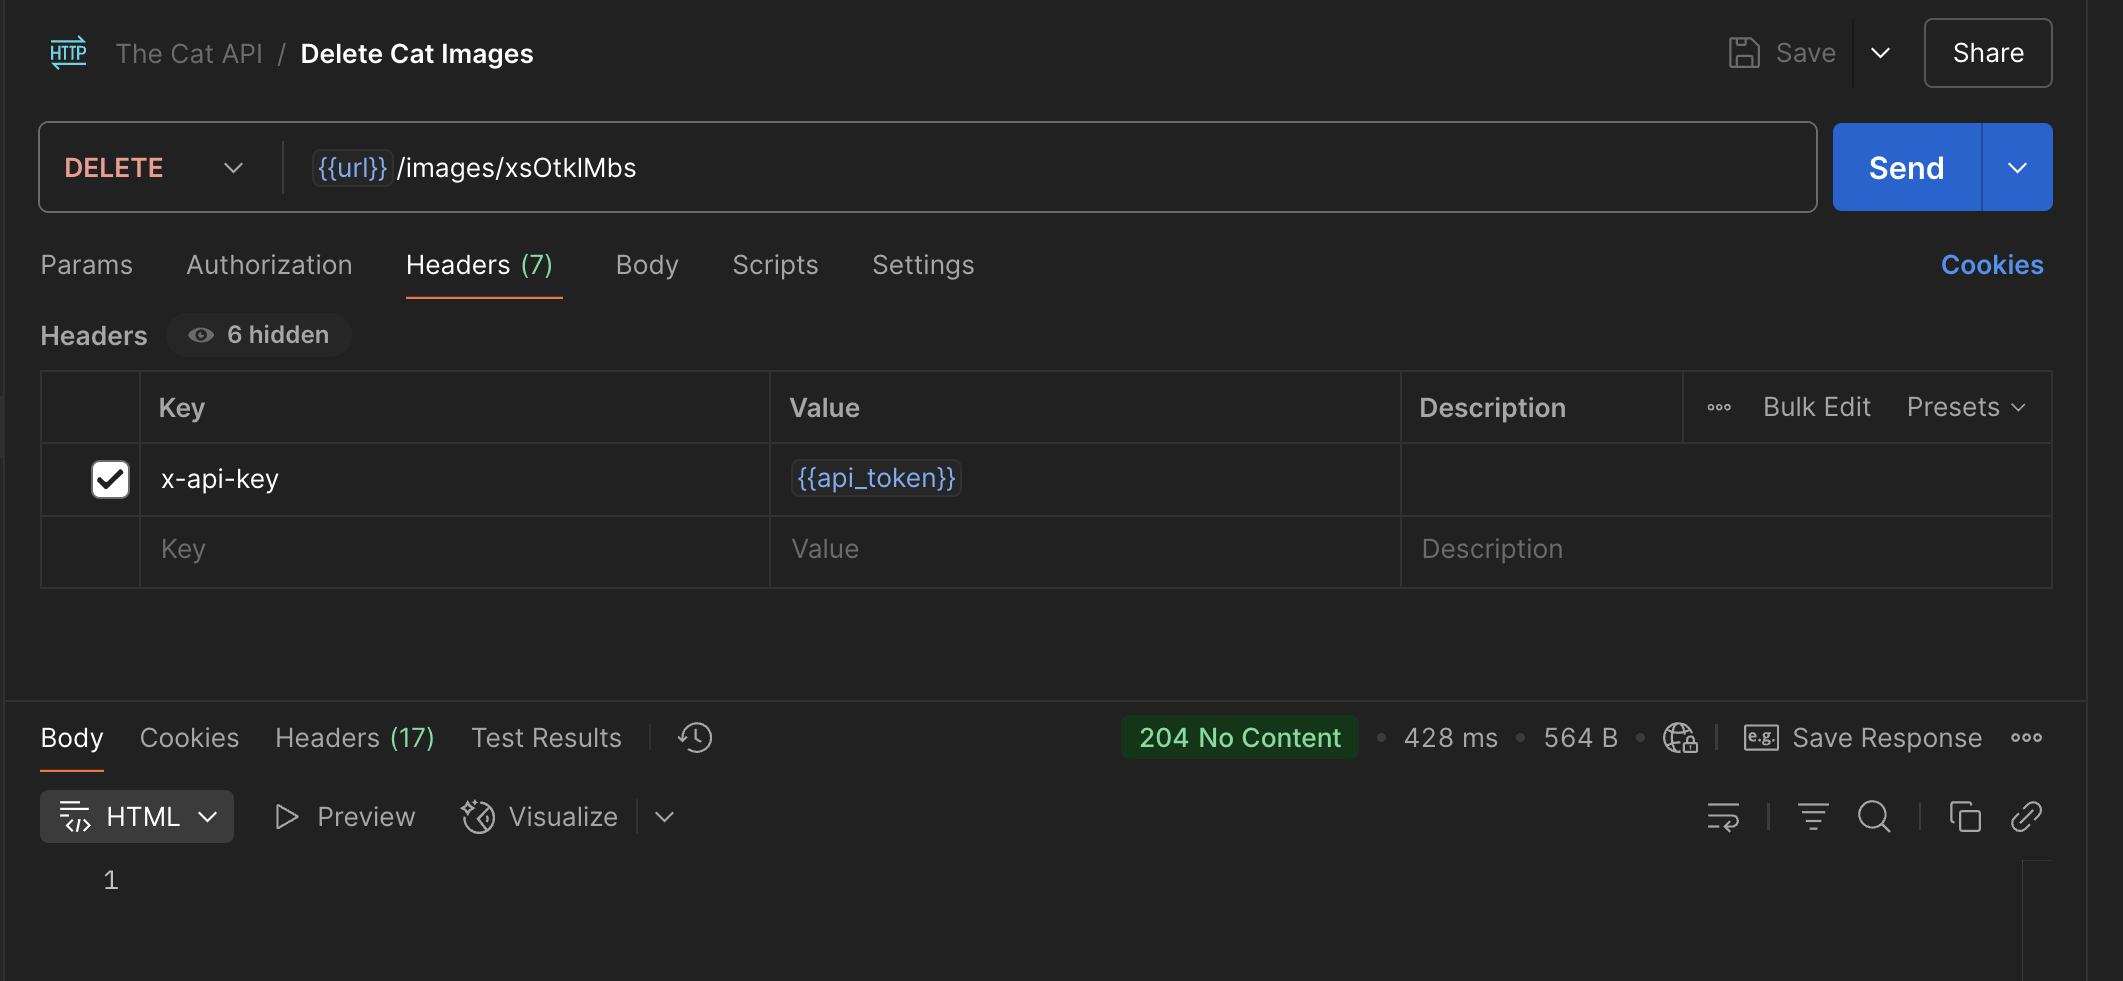 HTTP The Cat API / Delete Cat Images Save Share
DELETE {{url}}/images/xsOtklMbs Send
Params Authorization Headers (7) Body Scripts Settings Cookies
Headers 6 hidden
Key Value Description Bulk Edit Presets
x-api-key {{api_token}}
Key Value Description
Body Cookies Headers (17) Test Results 204 No Content • 428 ms • 564 B • e.g. Save Response
HTML Preview Visualize
1